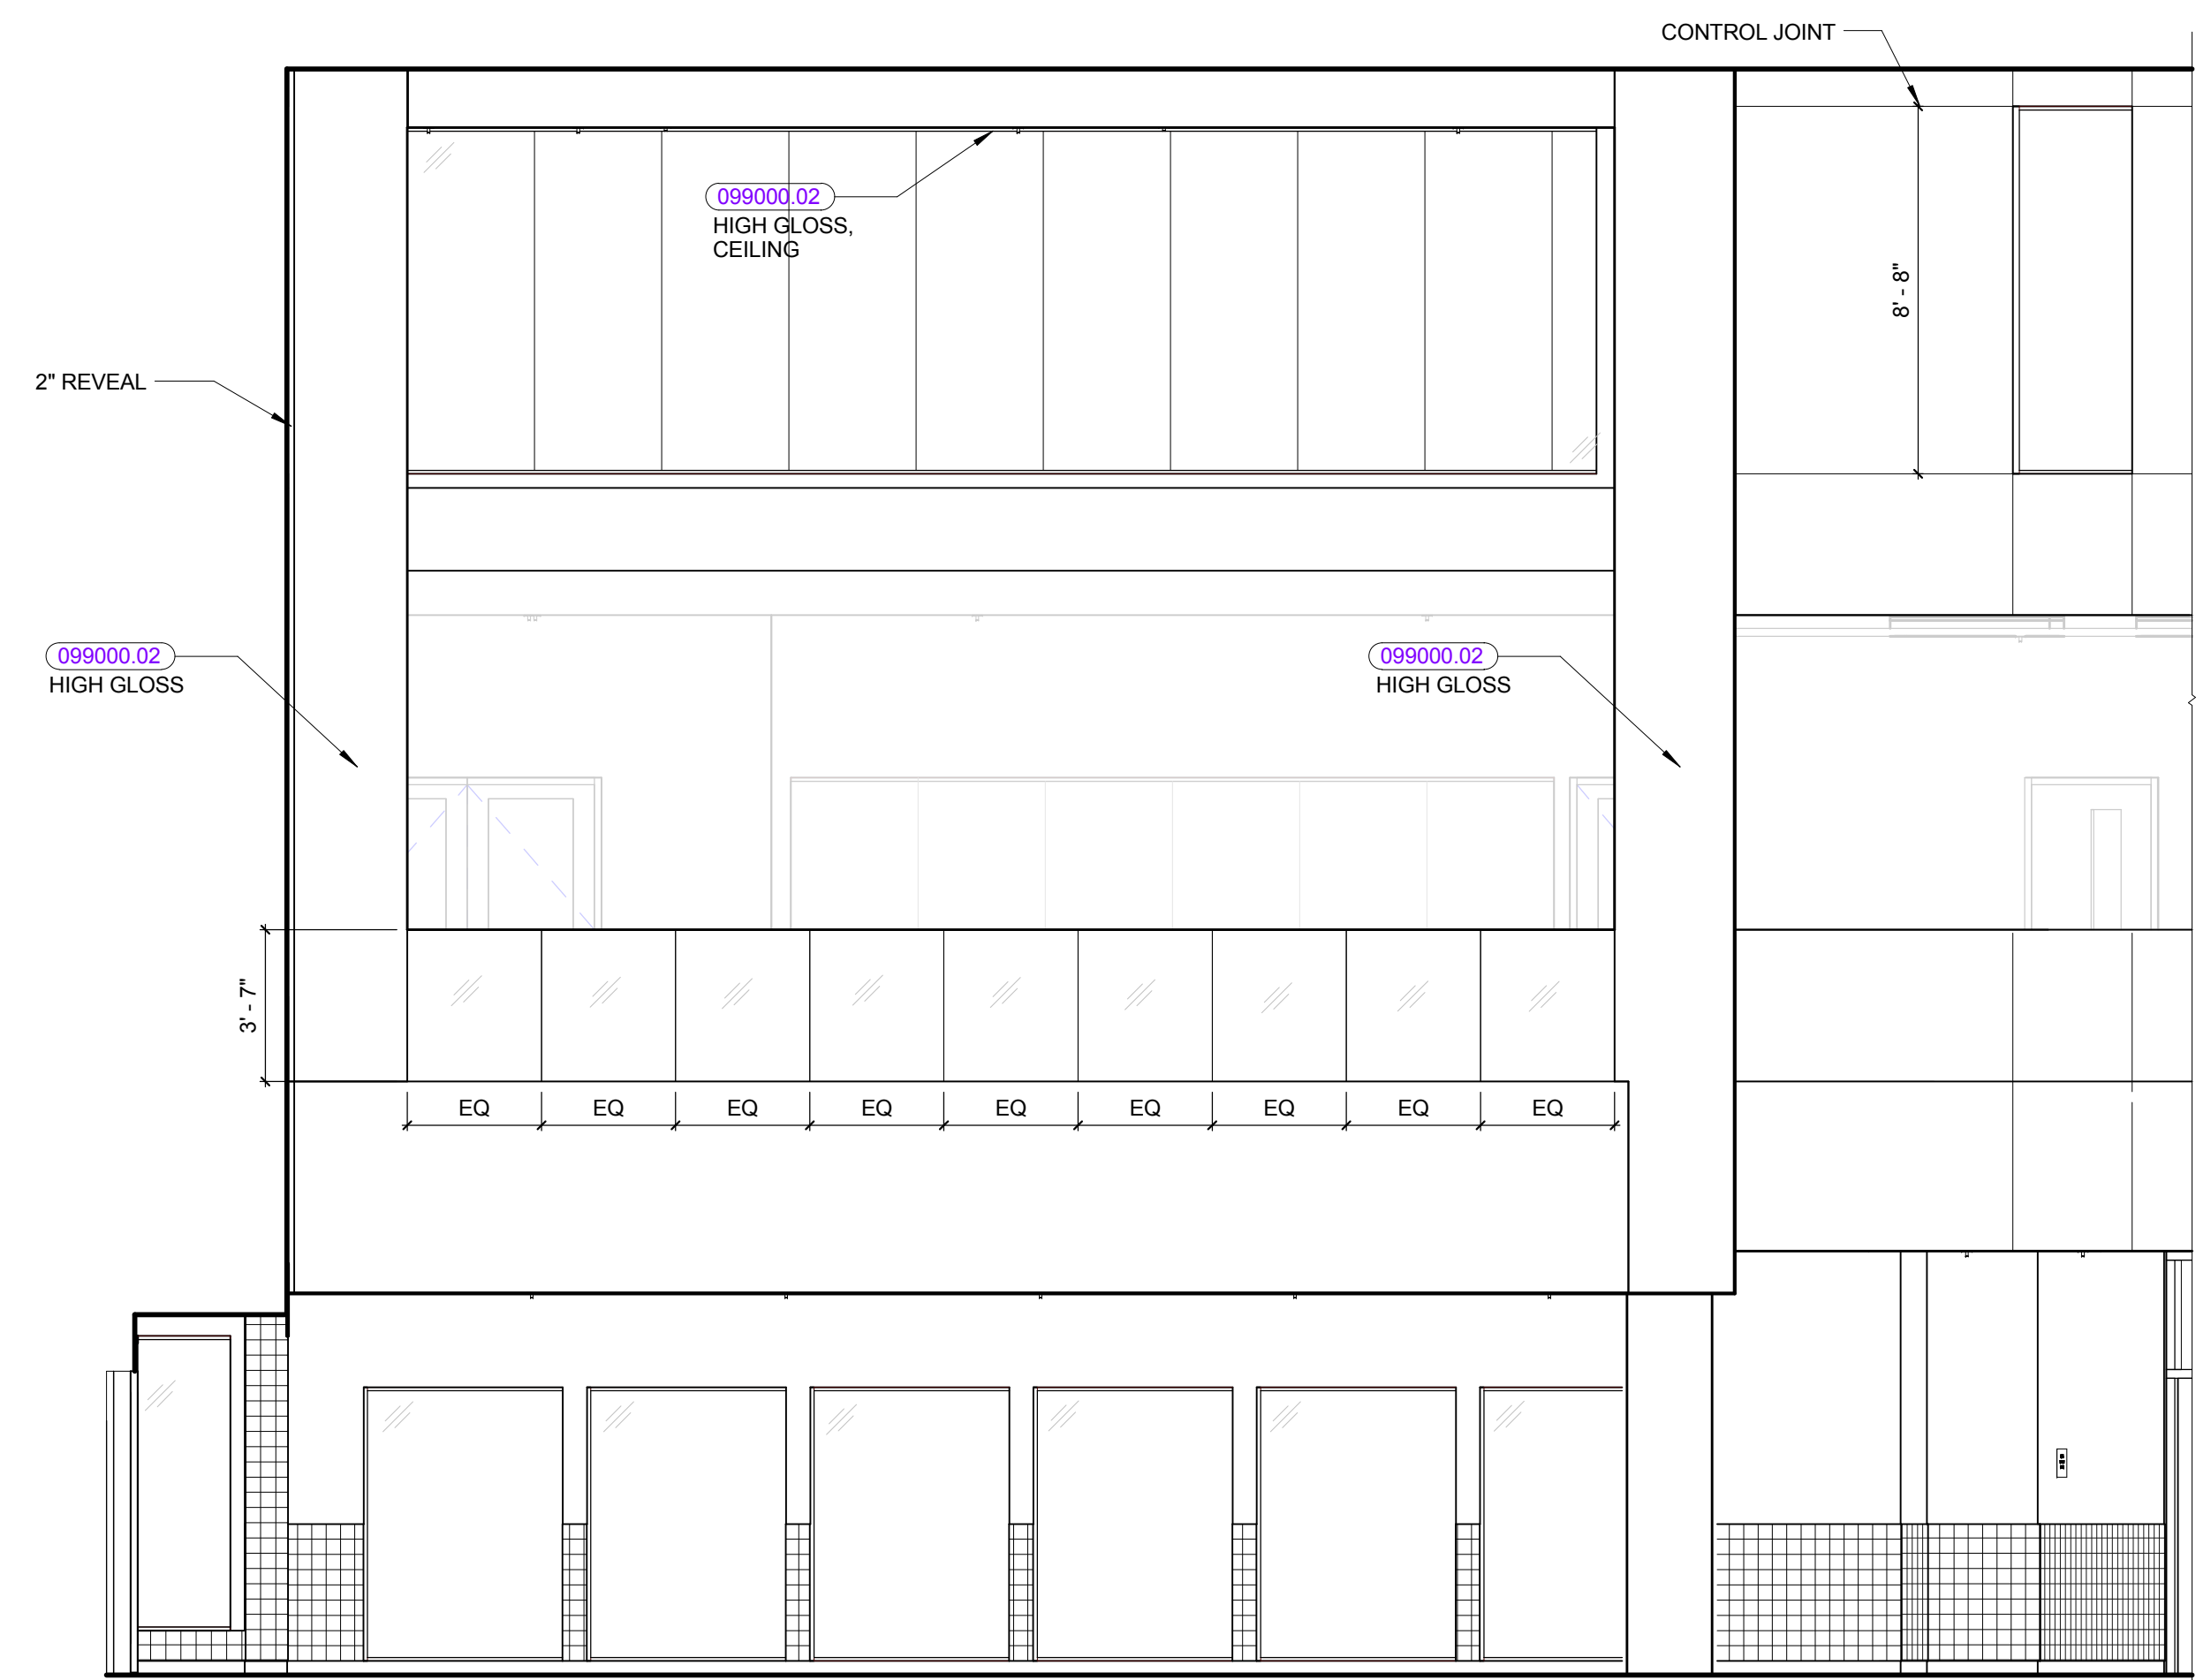 CONTROL JOINT
099000.02
HIGH GLOSS,
CEILING
8' - 8"
2" REVEAL
099000.02
HIGH GLOSS
099000.02
HIGH GLOSS
3' - 7"
EQ EQ EQ EQ EQ EQ EQ EQ EQ